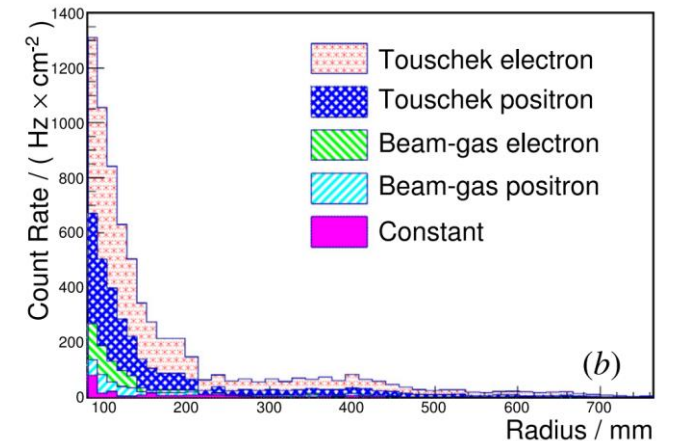 1400
1200
1000
800
600
400
200
0
Count Rate / ( Hz × cm-2 )
Touschek electron
Touschek positron
Beam-gas electron
Beam-gas positron
Constant
(b)
100 200 300 400 500 600 700
Radius / mm